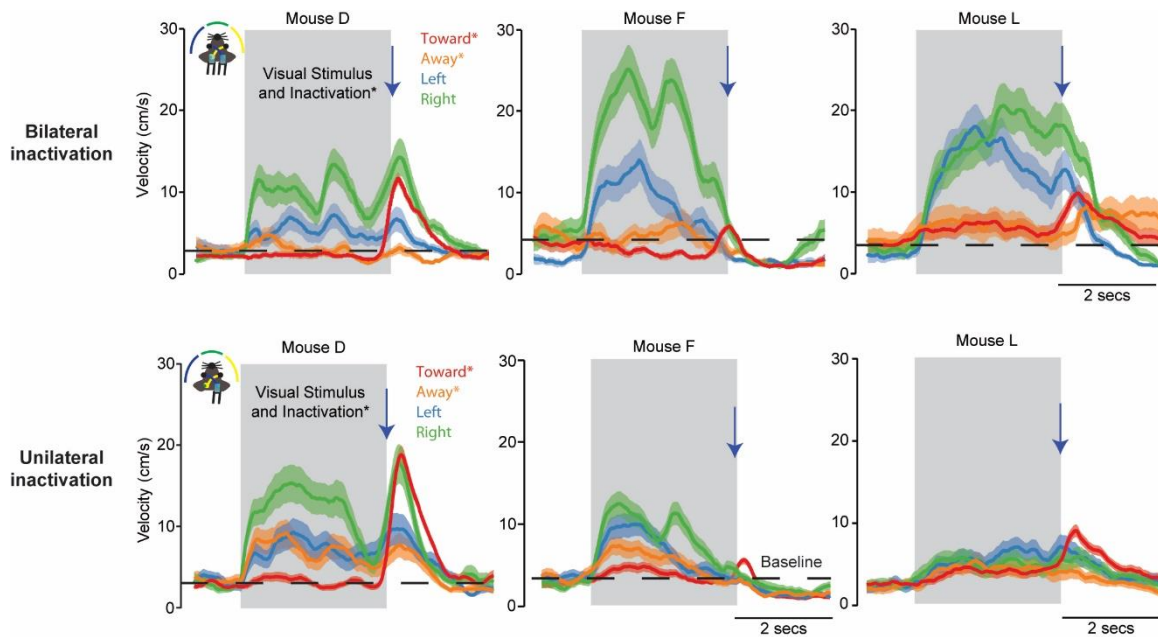 Bilateral
inactivation
Velocity (cm/s)
Mouse D
30
20
10
0
Visual Stimulus
and Inactivation*
Toward*
Away*
Left
Right
Mouse F
30
20
10
0
Mouse L
30
20
10
0
2 secs
Unilateral
inactivation
Velocity (cm/s)
Mouse D
30
20
10
0
Visual Stimulus
and Inactivation*
Toward*
Away*
Left
Right
Mouse F
30
20
10
0
Baseline
2 secs
Mouse L
30
20
10
0
2 secs